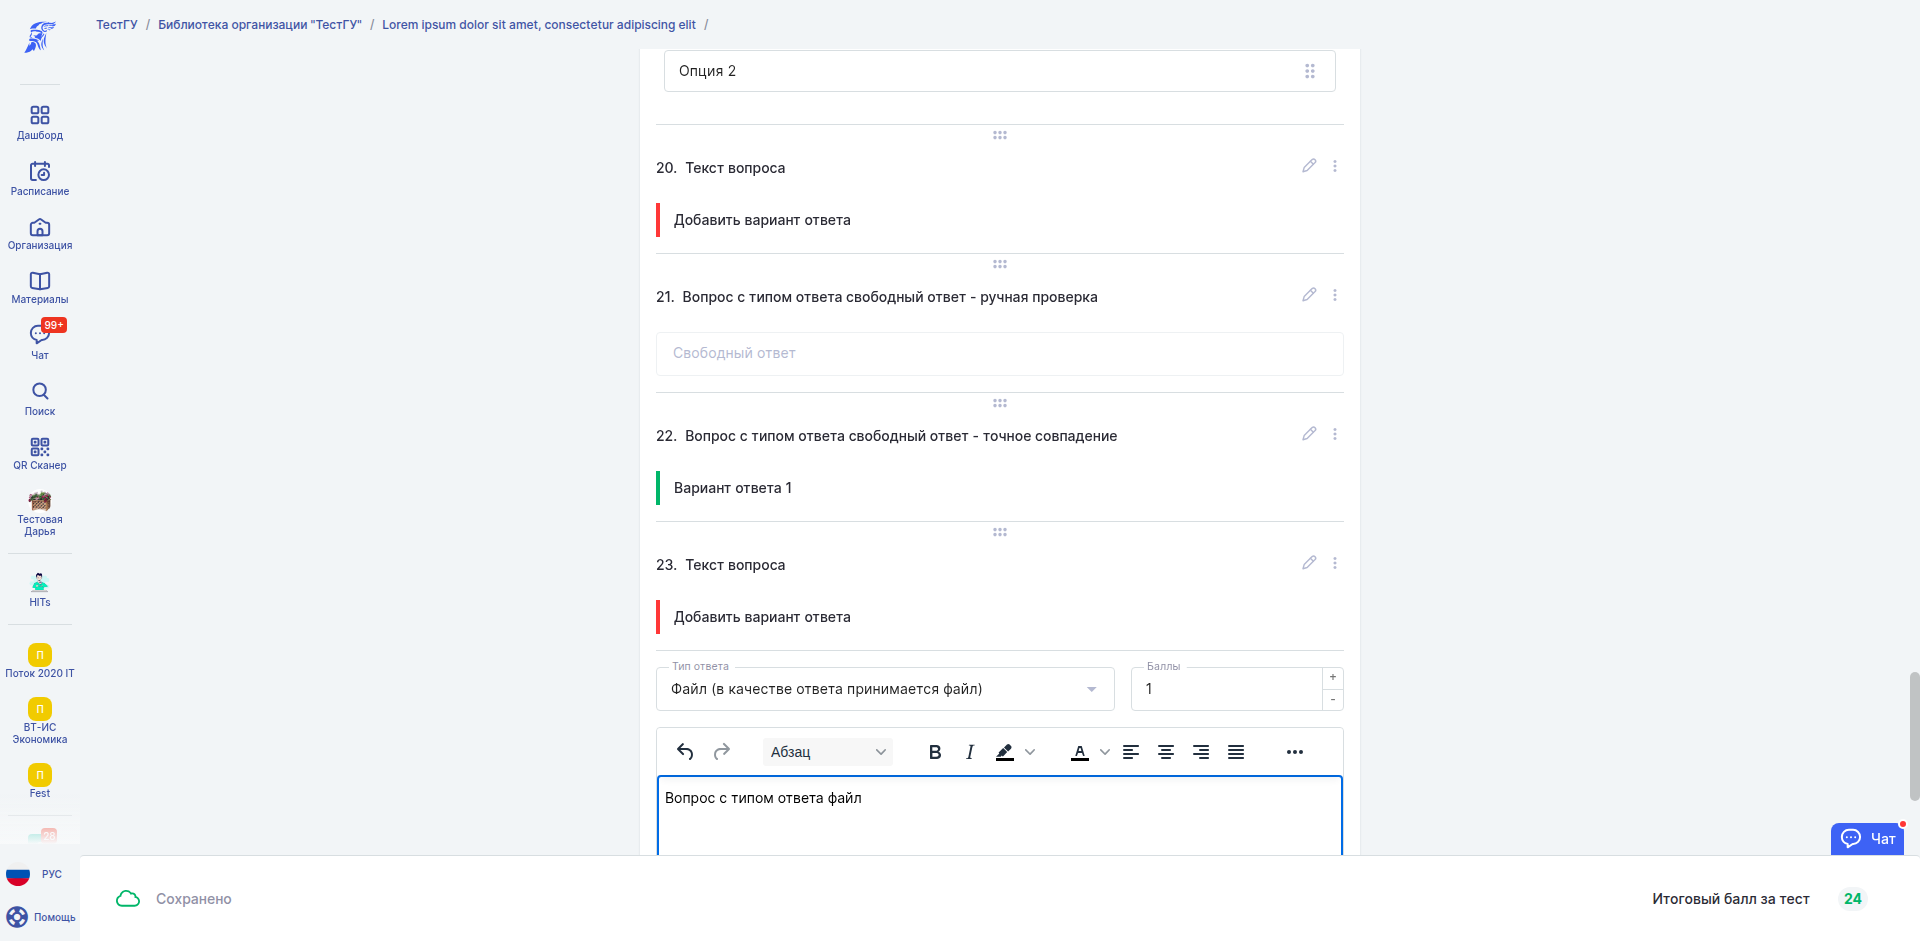 ТестГУ / Библиотека организации "ТестГУ" / Lorem ipsum dolor sit amet, consectetur adipiscing elit /
Дашборд
Расписание
Организация
Материалы
99+
Чат
Поиск
QR Сканер
Тестовая
Дарья
HITs
П
Поток 2020 IT
П
ВТ-ИС
Экономика
П
Fest
28
РУС
Помощь
Опция 2
20. Текст вопроса
Добавить вариант ответа
21. Вопрос с типом ответа свободный ответ - ручная проверка
Свободный ответ
22. Вопрос с типом ответа свободный ответ - точное совпадение
Вариант ответа 1
23. Текст вопроса
Добавить вариант ответа
Тип ответа
Файл (в качестве ответа принимается файл)
Баллы
1
+
-
Абзац
B I A
Вопрос с типом ответа файл
Чат
Сохранено
Итоговый балл за тест 24